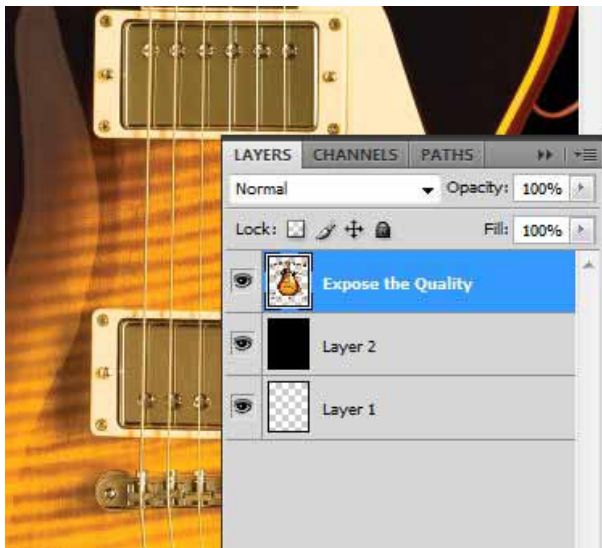 LAYERS CHANNELS PATHS
Normal Opacity: 100%
Lock: Fill: 100%
Expose the Quality
Layer 2
Layer 1